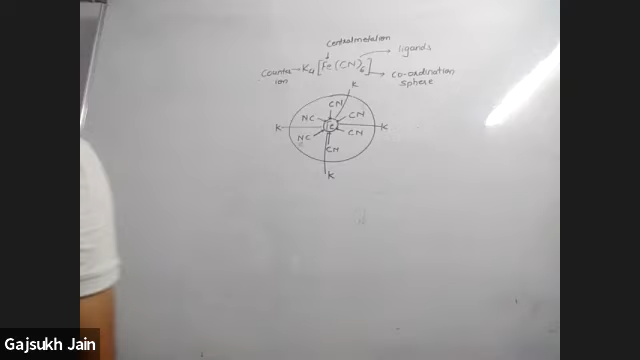 Central metal ion
ligands
K4[Fe(CN)6]
Counter ion
Co-ordination
sphere
K
CN
NC
CN
K
K
NC
CN
CN
K
Gajsukh Jain